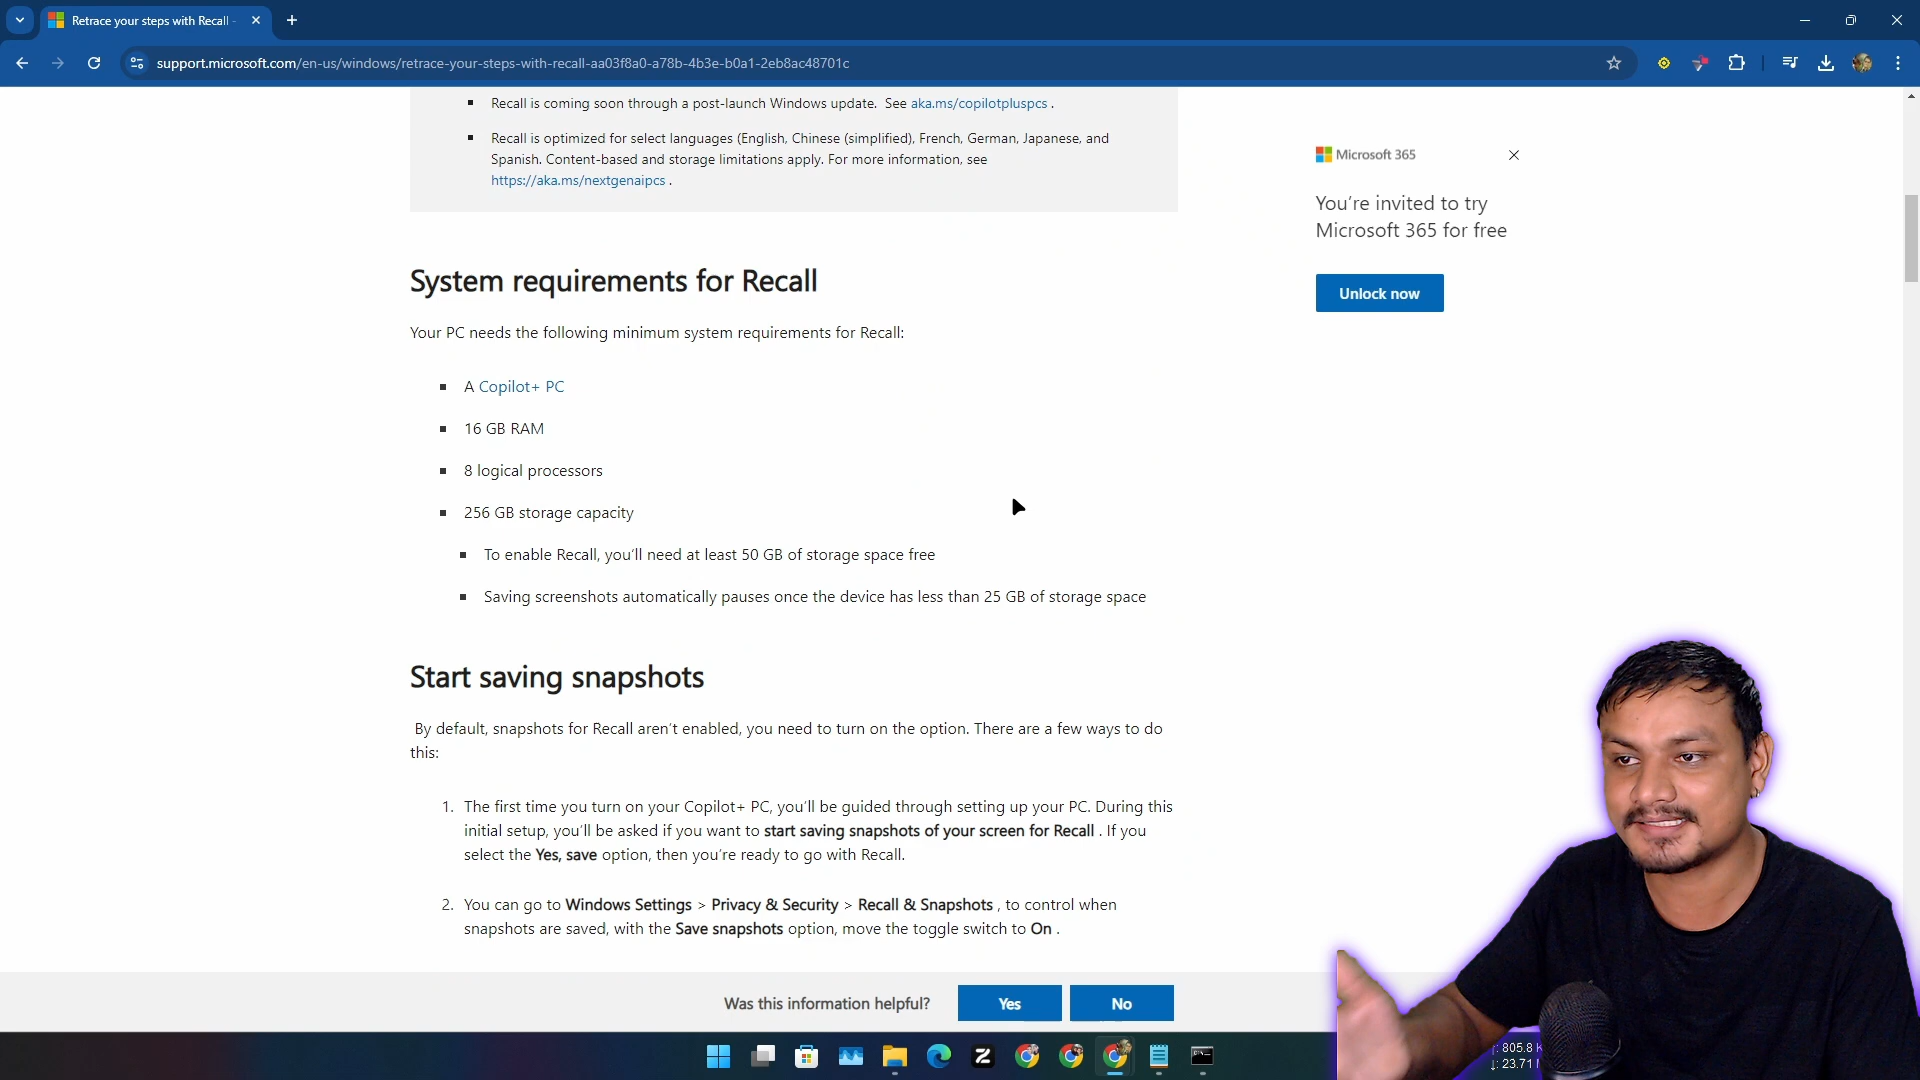 Retrace your steps with Recall -
support.microsoft.com/en-us/windows/retrace-your-steps-with-recall-aa03f8a0-a78b-4b3e-b0a1-2eb8ac48701c
Recall is coming soon through a post-launch Windows update. See aka.ms/copilotpluspcs .
Recall is optimized for select languages (English, Chinese (simplified), French, German, Japanese, and
Spanish. Content-based and storage limitations apply. For more information, see
https://aka.ms/nextgenaipcs .
Microsoft 365
You're invited to try
Microsoft 365 for free
Unlock now
System requirements for Recall
Your PC needs the following minimum system requirements for Recall:
A Copilot+ PC
16 GB RAM
8 logical processors
256 GB storage capacity
To enable Recall, you'll need at least 50 GB of storage space free
Saving screenshots automatically pauses once the device has less than 25 GB of storage space
Start saving snapshots
By default, snapshots for Recall aren't enabled, you need to turn on the option. There are a few ways to do
this:
1. The first time you turn on your Copilot+ PC, you'll be guided through setting up your PC. During this
initial setup, you'll be asked if you want to start saving snapshots of your screen for Recall . If you
select the Yes, save option, then you're ready to go with Recall.
2. You can go to Windows Settings > Privacy & Security > Recall & Snapshots , to control when
snapshots are saved, with the Save snapshots option, move the toggle switch to On .
Was this information helpful?
Yes
No
805.8
23.71